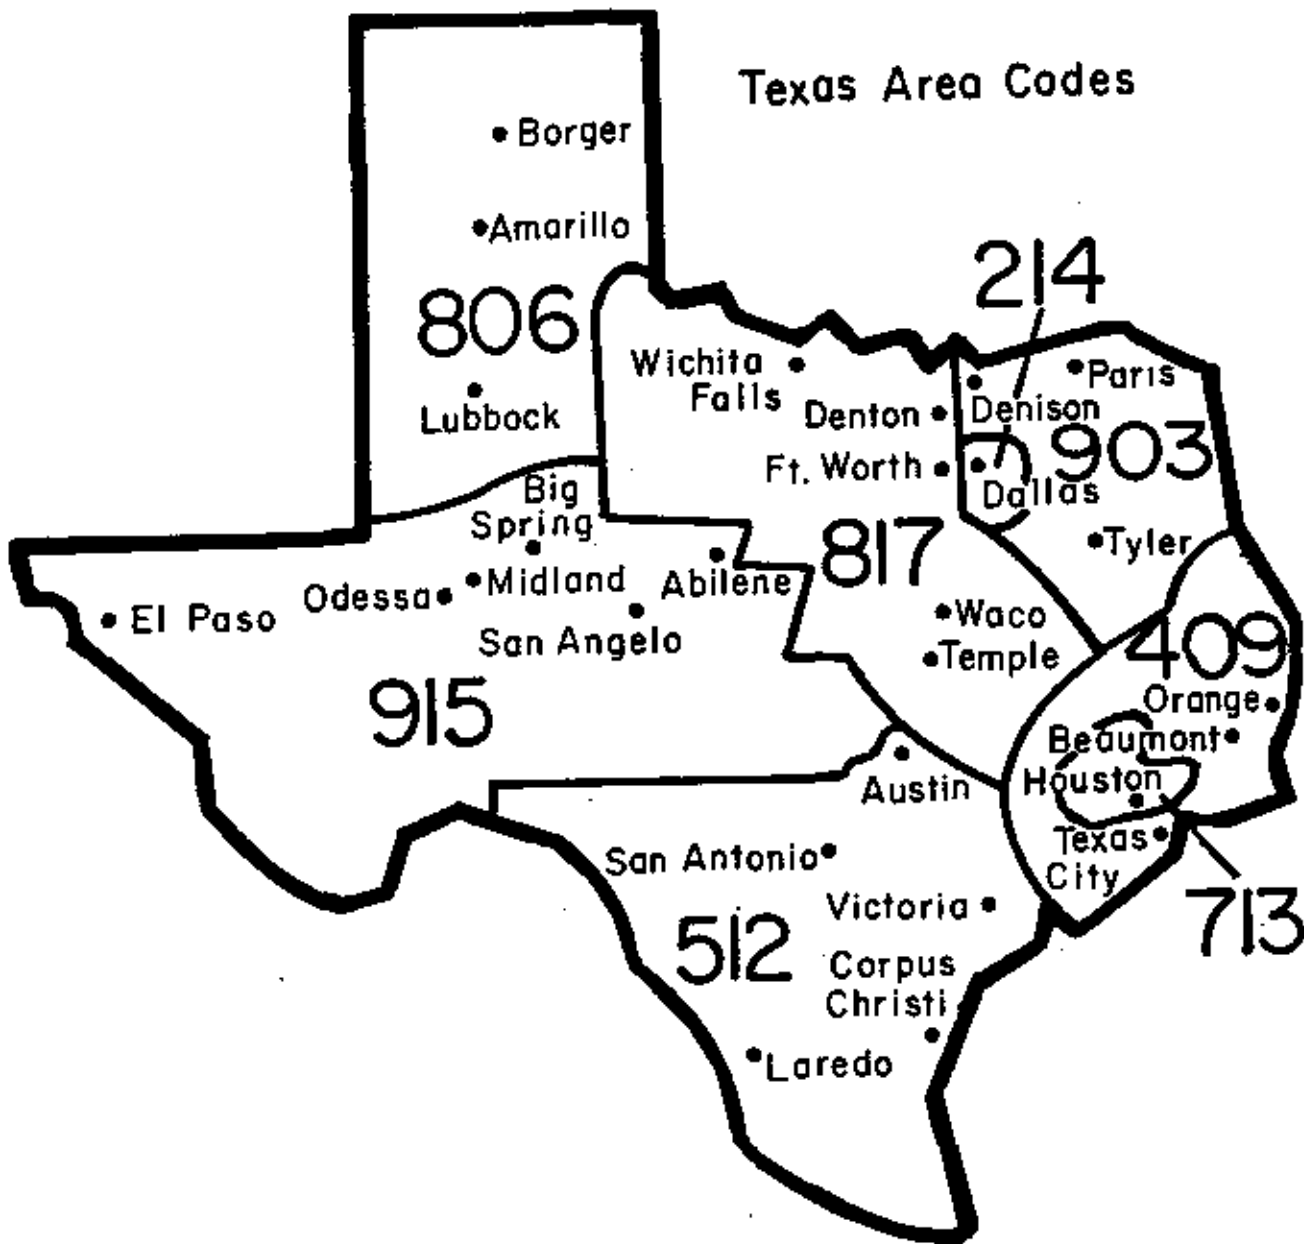 Texas Area Codes
Borger
Amarillo
806
214
Wichita
Falls
Paris
Lubbock
Denton
Denison
903
Ft. Worth
Dallas
Big
Spring
817
Tyler
Odessa
Midland
Abilene
El Paso
San Angelo
Waco
Temple
409
915
Orange
Beaumont
Houston
Austin
Texas
City
San Antonio
Victoria
713
512
Corpus
Christi
Laredo